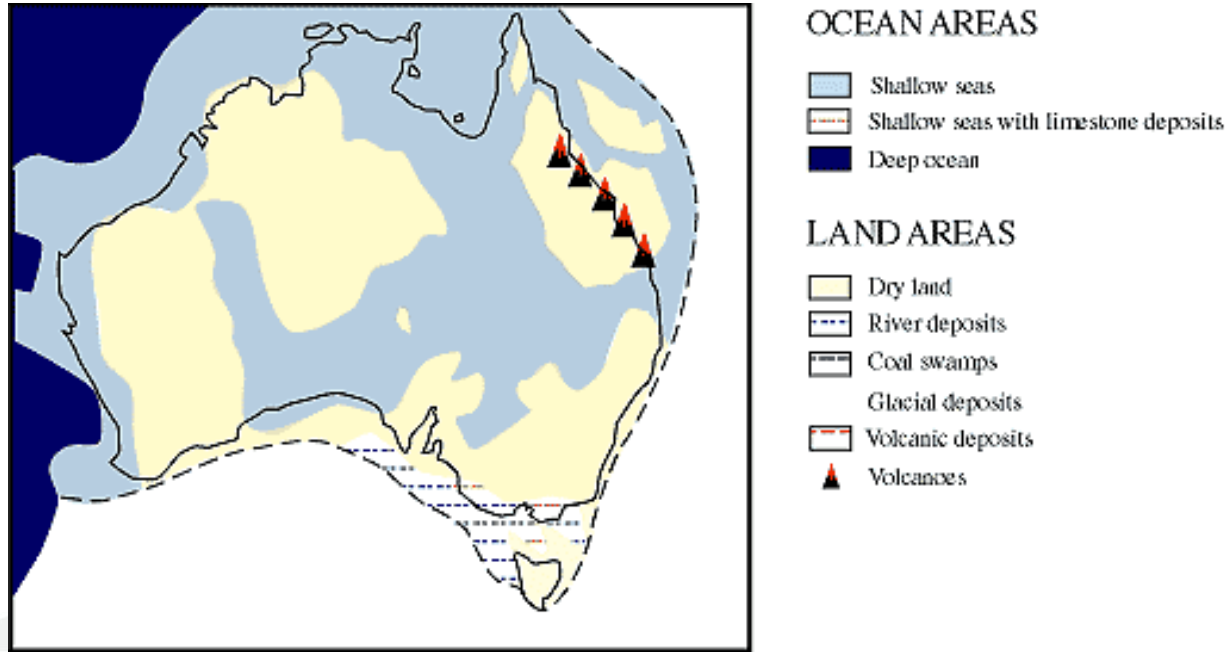 OCEAN AREAS
Shallow seas
Shallow seas with limestone deposits
Deep ocean
LAND AREAS
Dry land
River deposits
Coal swamps
Glacial deposits
Volcanic deposits
Volcanoes